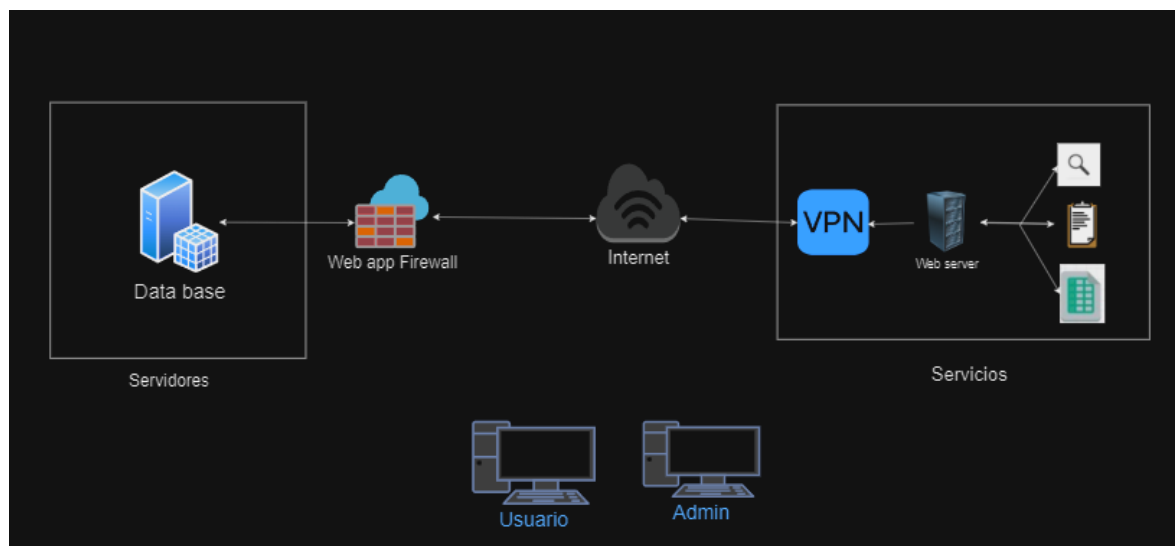 VPN
Web app Firewall
Internet
Web server
Data base
Servidores
Servicios
Usuario
Admin